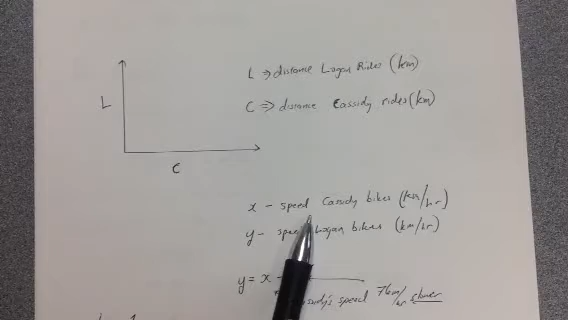 L ⇒ distance Logan Rides (km)
L
C ⇒ distance Cassidy rides (km)
C
x - speed Cassidy bikes (km/hr)
y - Logan bikes (km/hr)
y = x -
speed 7km/hr slower